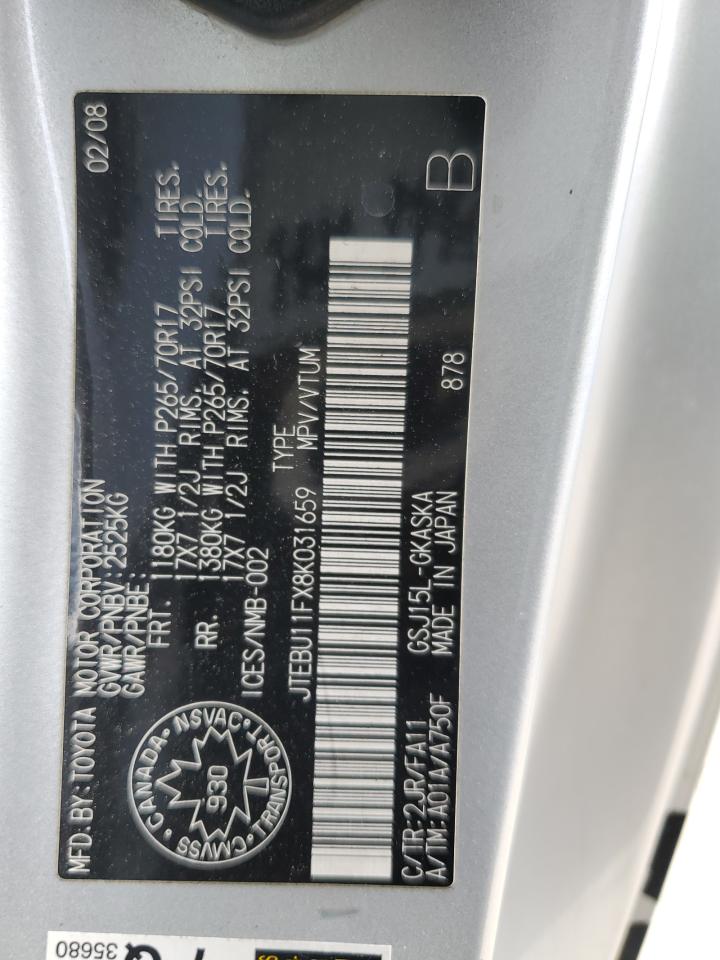 MFD. BY: TOYOTA MOTOR CORPORATION 02/08
GVWR/PNBV: 2525KG
GAWR/PNBE:
FRT. 1180KG WITH P265/70R17 TIRES.
17X7 1/2J RIMS. AT 32PSI COLD.
RR. 1380KG WITH P265/70R17 TIRES.
17X7 1/2J RIMS. AT 32PSI COLD.
ICES/NMB-002
CANADA • NSVAC • TRANSPORT • CMVSS •
930
TYPE
JTEBU11FX8K031659 MPV/VTUM
C/TR: 2JR/FA11 GSJ15L-GKASKA 878 B
A/TM: A01A/A750F MADE IN JAPAN
Q
35680